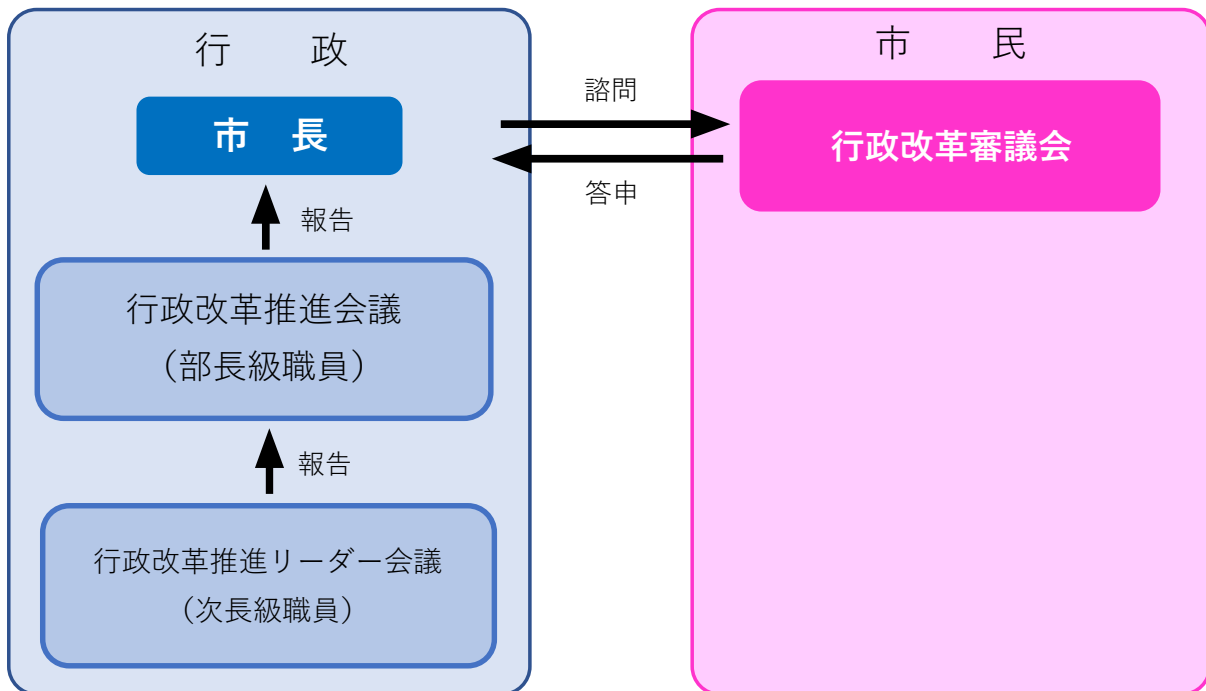 行　　政
市　長
報告
行政改革推進会議
（部長級職員）
報告
行政改革推進リーダー会議
（次長級職員）
諮問
答申
市　　民
行政改革審議会